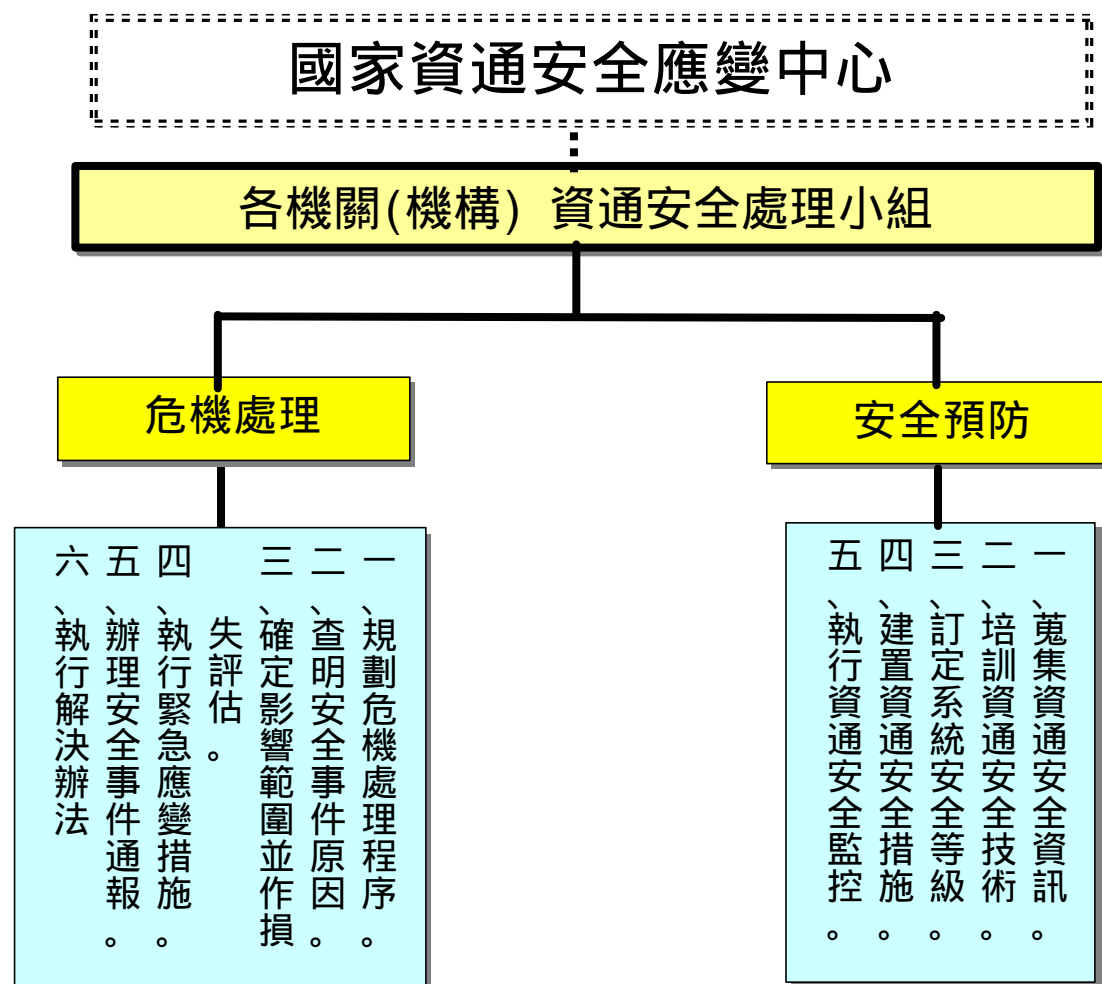 國家資通安全應變中心
各機關(機構) 資通安全處理小組
危機處理
一、規劃危機處理程序。
二、查明安全事件原因。
三、確定影響範圍並作損
失評估。
四、執行緊急應變措施。
五、辦理安全事件通報。
六、執行解決辦法
安全預防
一、蒐集資通安全資訊。
二、培訓資通安全技術。
三、訂定系統安全等級。
四、建置資通安全措施。
五、執行資通安全監控。